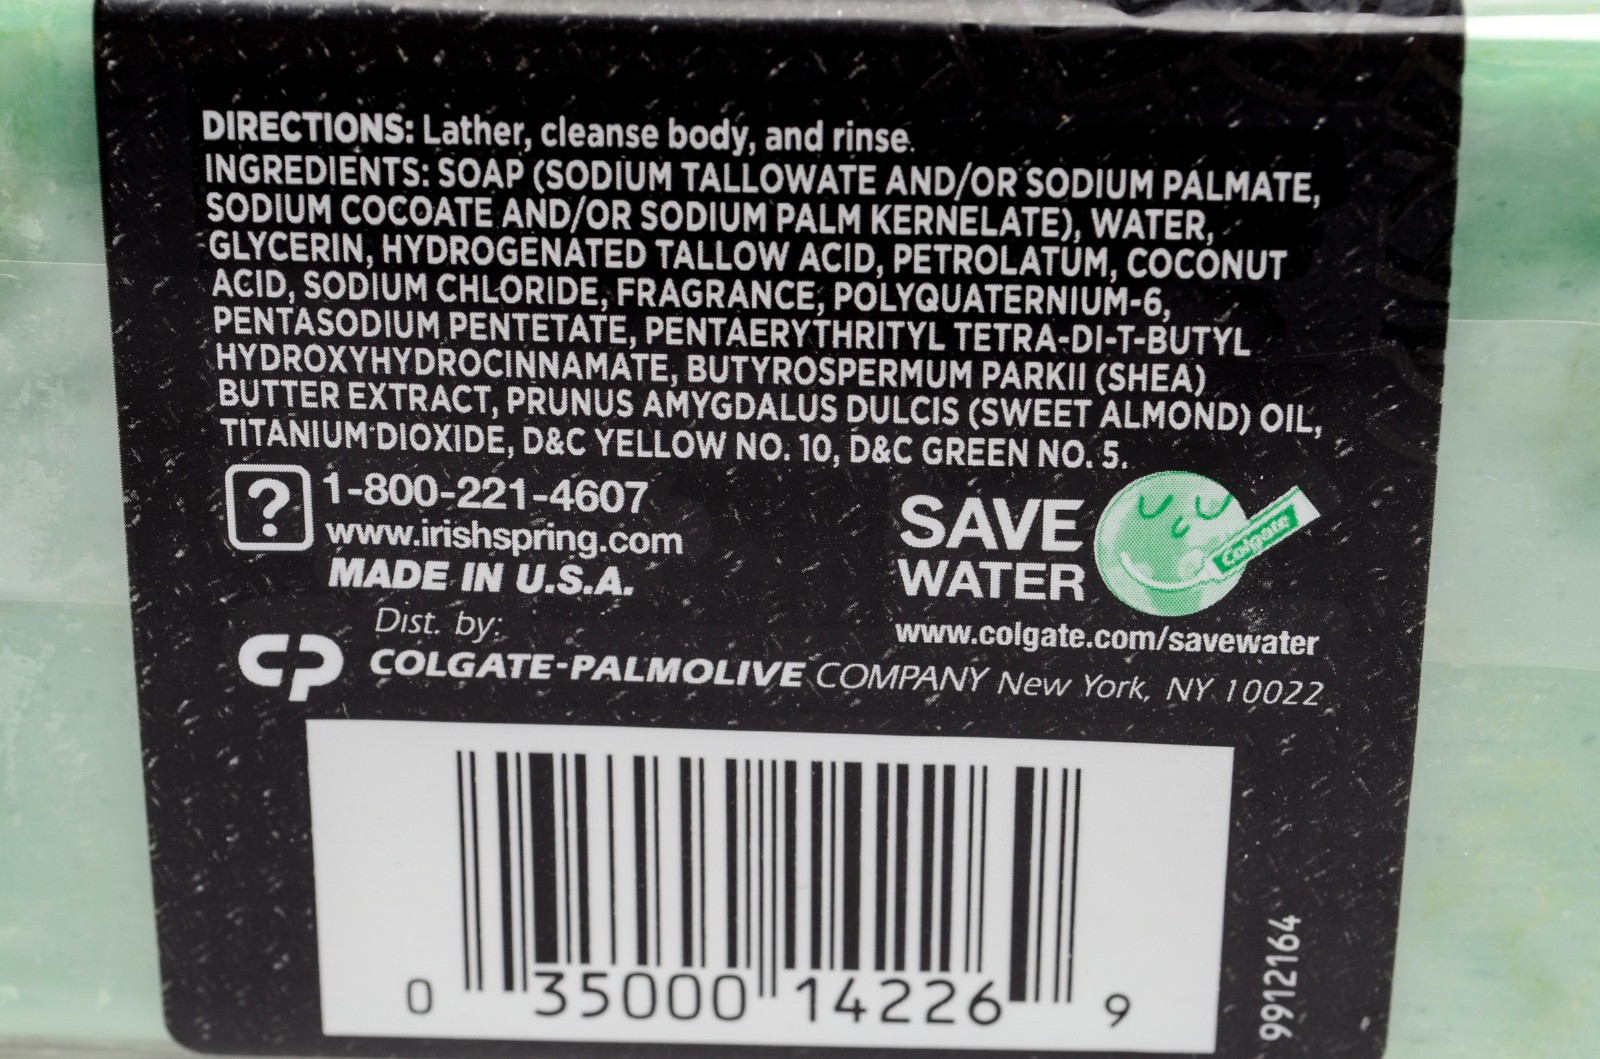 DIRECTIONS: Lather, cleanse body, and rinse.
INGREDIENTS: SOAP (SODIUM TALLOWATE AND/OR SODIUM PALMATE,
SODIUM COCOATE AND/OR SODIUM PALM KERNELATE), WATER,
GLYCERIN, HYDROGENATED TALLOW ACID, PETROLATUM, COCONUT
ACID, SODIUM CHLORIDE, FRAGRANCE, POLYQUATERNIUM-6,
PENTASODIUM PENTETATE, PENTAERYTHRITYL TETRA-DI-T-BUTYL
HYDROXYHYDROCINNAMATE, BUTYROSPERMUM PARKII (SHEA)
BUTTER EXTRACT, PRUNUS AMYGDALUS DULCIS (SWEET ALMOND) OIL,
TITANIUM DIOXIDE, D&C YELLOW NO. 10, D&C GREEN NO. 5.
? 1-800-221-4607
www.irishspring.com
MADE IN U.S.A.
SAVE
WATER
Colgate
www.colgate.com/savewater
Dist. by:
CP COLGATE-PALMOLIVE COMPANY New York, NY 10022
0 35000 14226 9
9912164